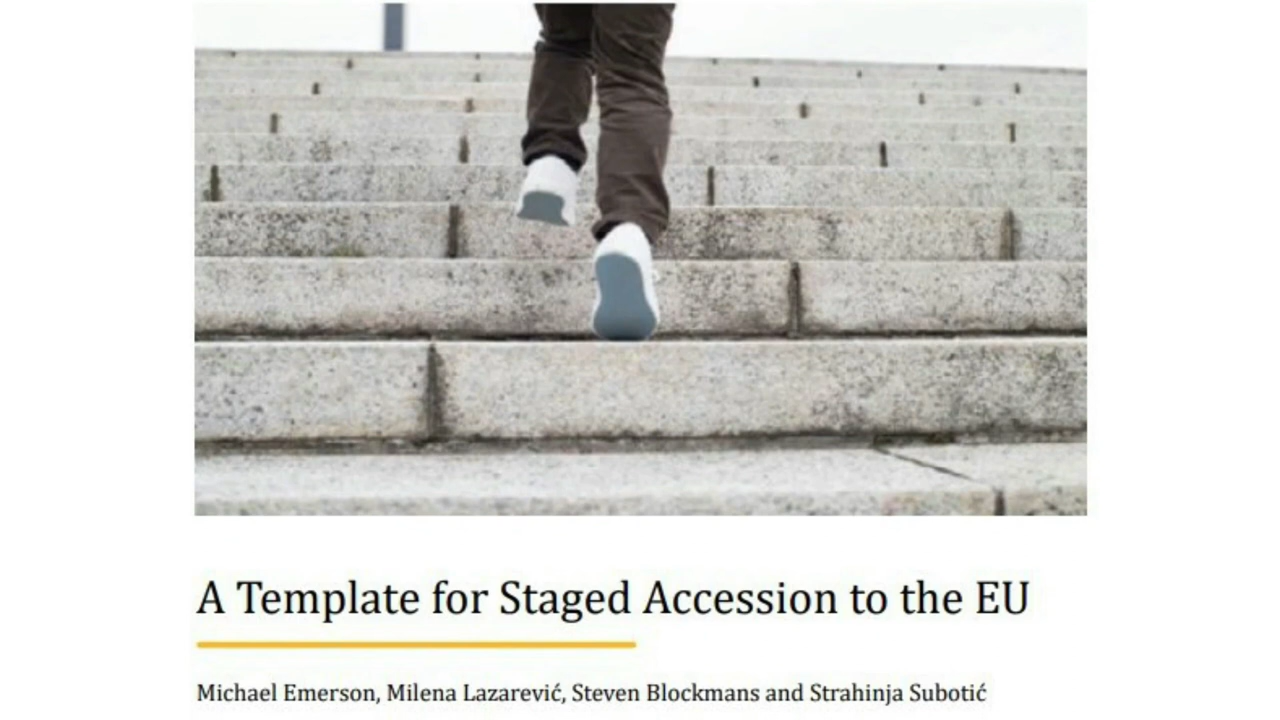 A Template for Staged Accession to the EU
Michael Emerson, Milena Lazarević, Steven Blockmans and Strahinja Subotić